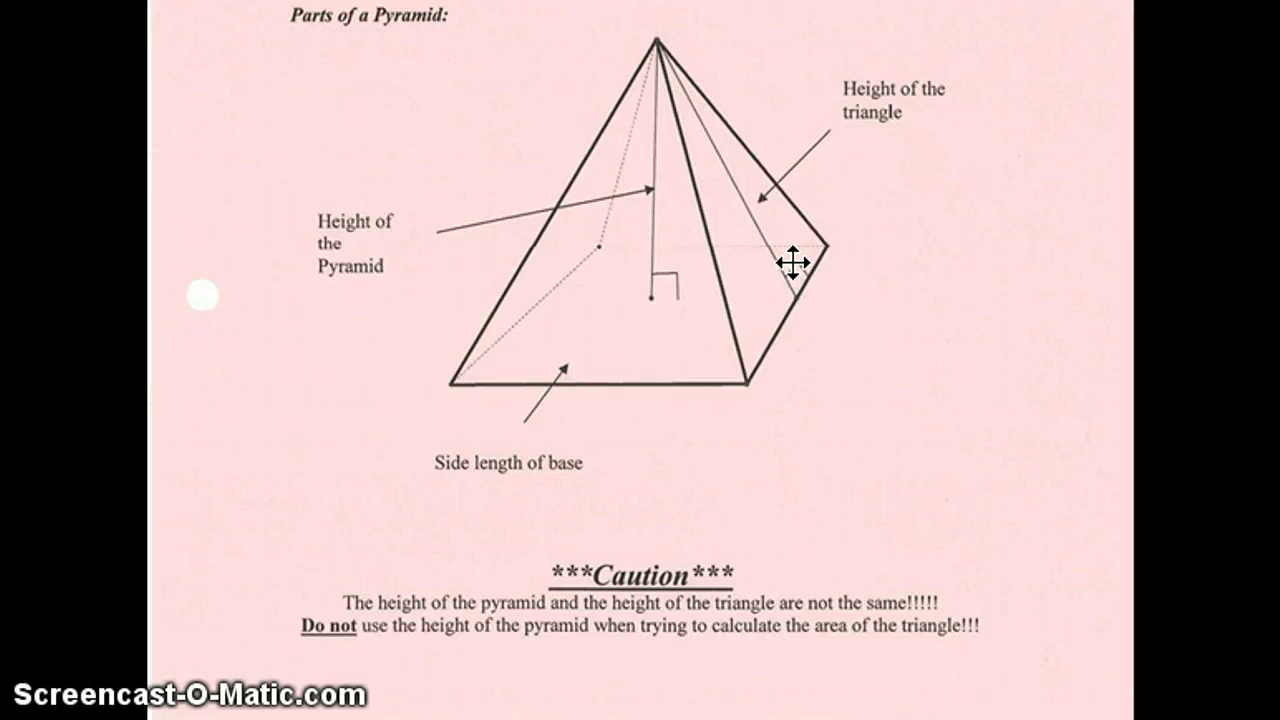 Parts of a Pyramid:
Height of the
triangle
Height of
the
Pyramid
Side length of base
***Caution***
The height of the pyramid and the height of the triangle are not the same!!!!!
Do not use the height of the pyramid when trying to calculate the area of the triangle!!!
Screencast-O-Matic.com